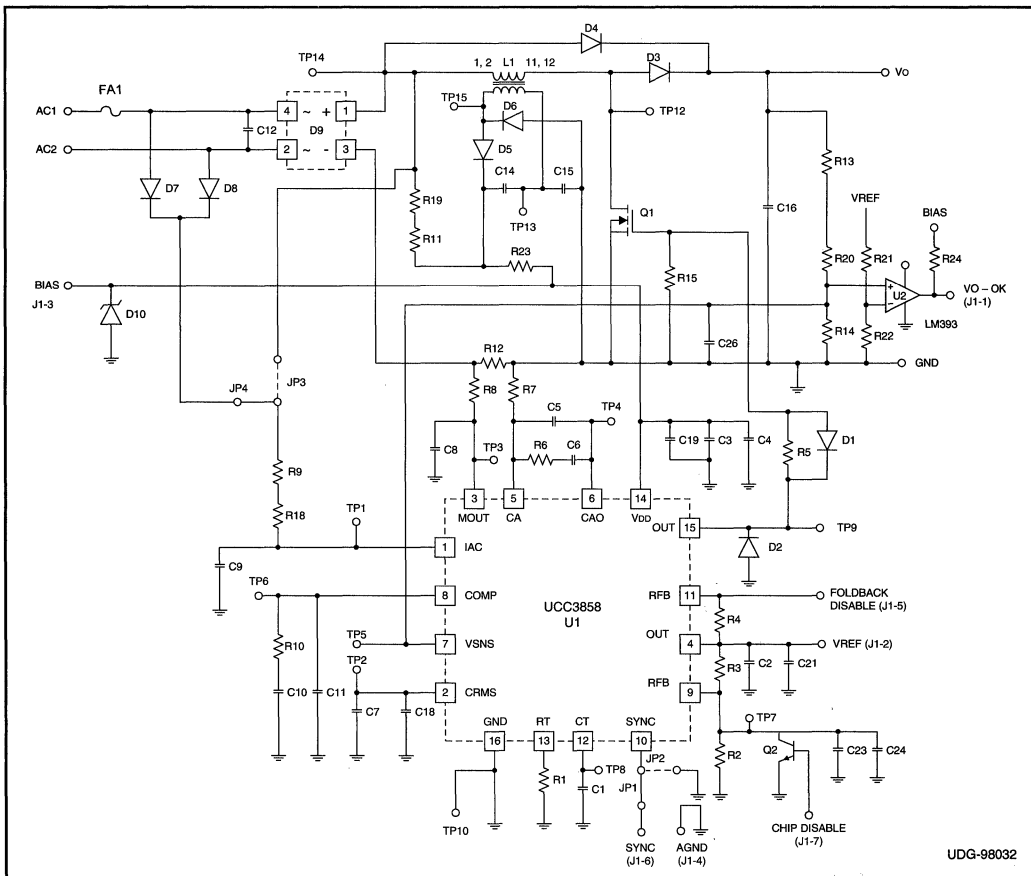 D4
TP14
1, 2 L1 11, 12
D3
VO
FA1
TP15
D6
TP12
AC1
4 ~ + 1
D9
C12
AC2
2 ~ - 3
D5
R13
D7
D8
C14
C15
R19
VREF
C16
BIAS
Q1
TP13
R11
R23
R20
R21
R24
BIAS
J1-3
R15
+
U2
−
VO – OK
(J1-1)
D10
R14
R22
LM393
C26
R12
GND
JP3
R8
R7
JP4
C5
TP4
C8
TP3
R6
C6
C19
C3
C4
R5
D1
R9
3
5
6
14
MOUT
CA
CAO
VDD
R18
TP1
OUT
15
TP9
1
IAC
D2
C9
TP6
8
COMP
UCC3858
U1
RFB
11
FOLDBACK
DISABLE (J1-5)
R4
R10
TP5
7
VSNS
OUT
4
VREF (J1-2)
TP2
R3
C2
C21
C10
C11
2
CRMS
RFB
9
C7
C18
GND
RT
CT
SYNC
TP7
16
13
12
10
R2
Q2
C23
C24
JP2
TP8
R1
C1
JP1
TP10
SYNC
(J1-6)
AGND
(J1-4)
CHIP DISABLE
(J1-7)
UDG-98032